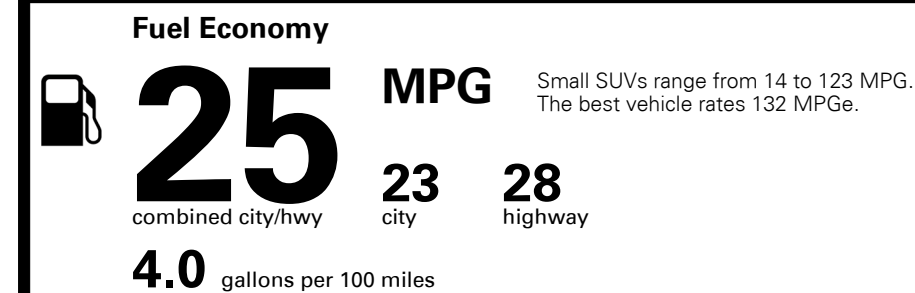 Fuel Economy
25 MPG
Small SUVs range from 14 to 123 MPG.
The best vehicle rates 132 MPGe.
combined city/hwy
23
city
28
highway
4.0 gallons per 100 miles